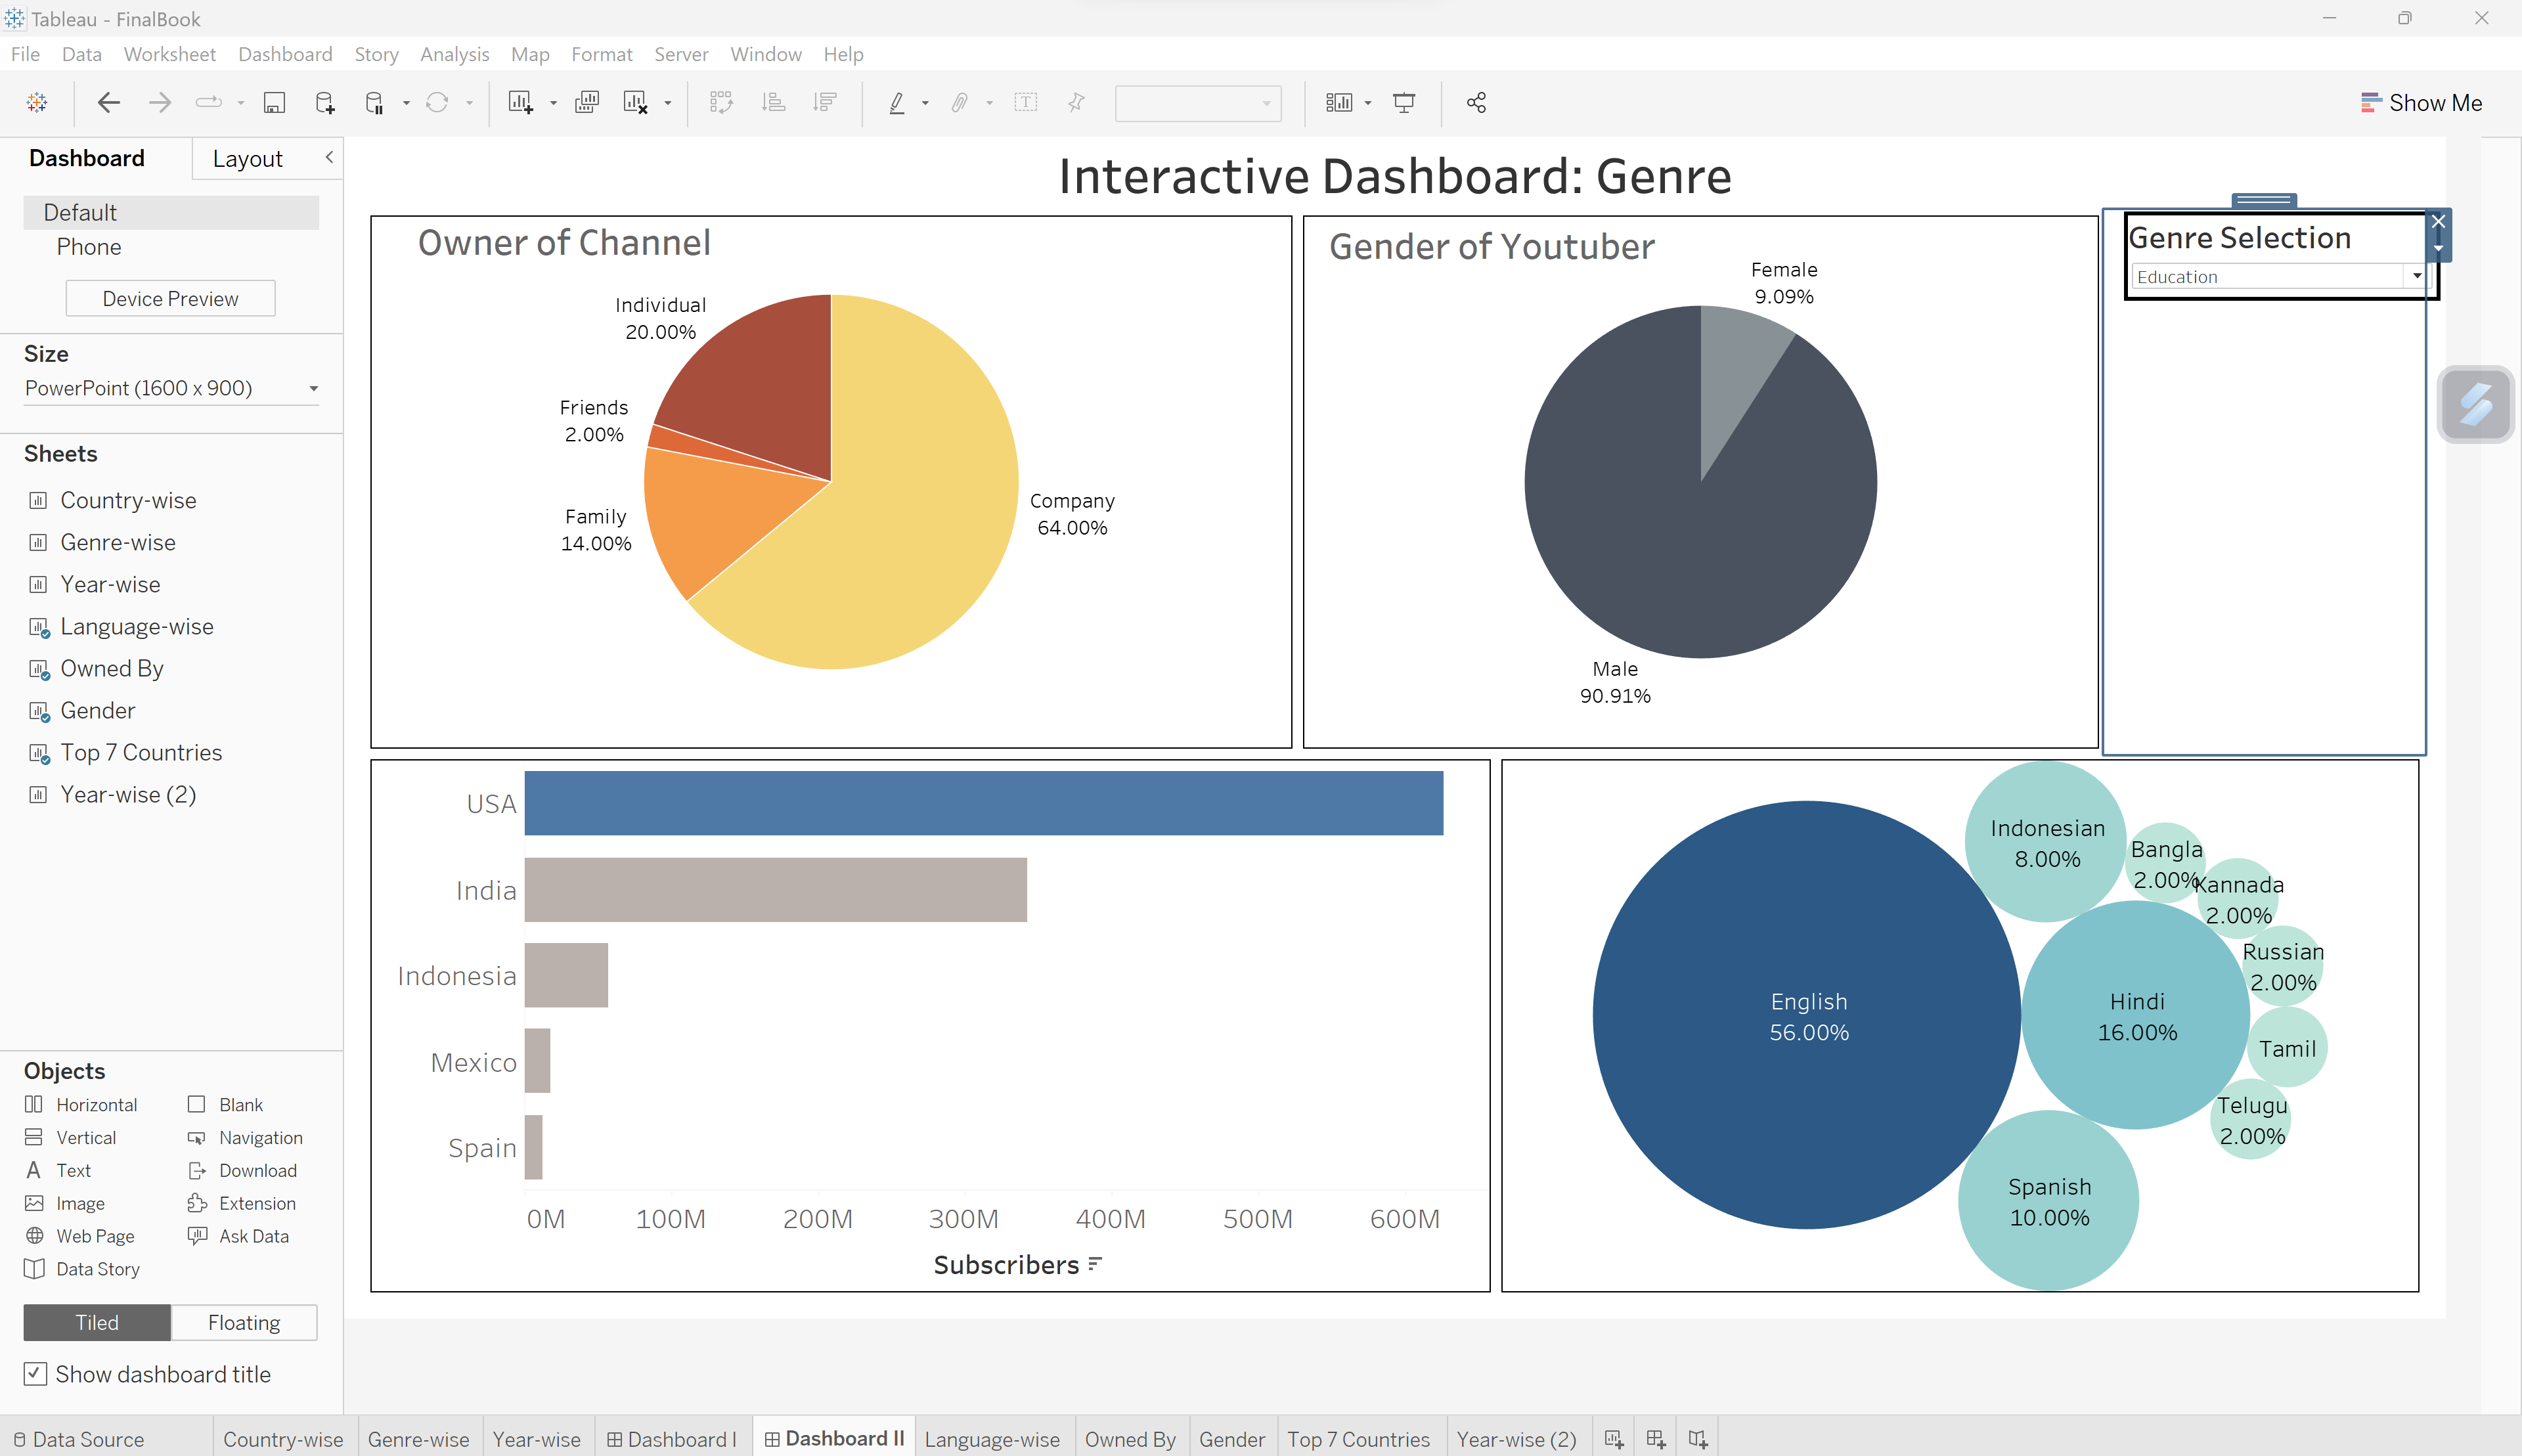 Tableau - FinalBook
File Data Worksheet Dashboard Story Analysis Map Format Server Window Help
Show Me
Dashboard Layout
Default
Phone
Device Preview
Size
PowerPoint (1600 x 900)
Sheets
Country-wise
Genre-wise
Year-wise
Language-wise
Owned By
Gender
Top 7 Countries
Year-wise (2)
Objects
Horizontal Blank
Vertical Navigation
Text Download
Image Extension
Web Page Ask Data
Data Story
Tiled Floating
Show dashboard title
Interactive Dashboard: Genre
Owner of Channel
Individual
20.00%
Friends
2.00%
Family
14.00%
Company
64.00%
Gender of Youtuber
Female
9.09%
Male
90.91%
Genre Selection
Education
USA
India
Indonesia
Mexico
Spain
0M 100M 200M 300M 400M 500M 600M
Subscribers
Indonesian
8.00%
Bangla
2.00%
Kannada
2.00%
Russian
2.00%
English
56.00%
Hindi
16.00%
Tamil
Telugu
2.00%
Spanish
10.00%
Data Source Country-wise Genre-wise Year-wise Dashboard I Dashboard II Language-wise Owned By Gender Top 7 Countries Year-wise (2)